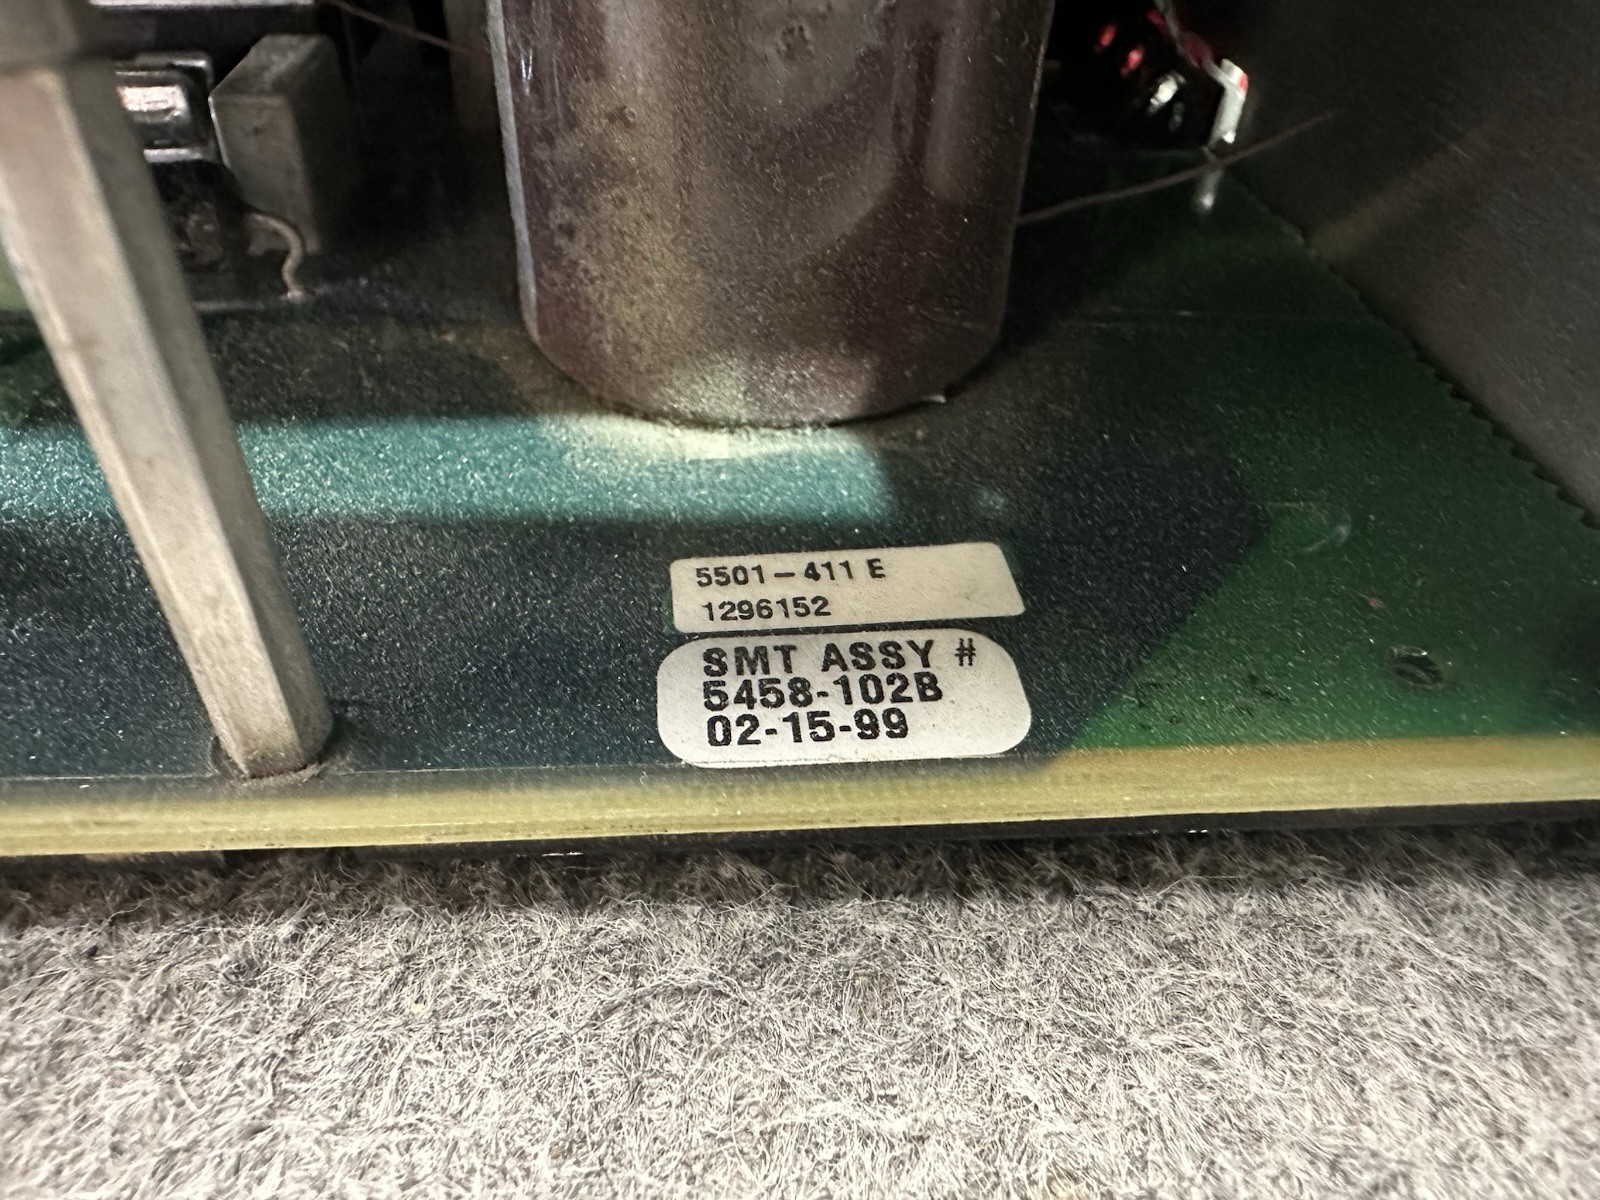 5501-411 E
1296152
SMT ASSY #
5458-102B
02-15-99